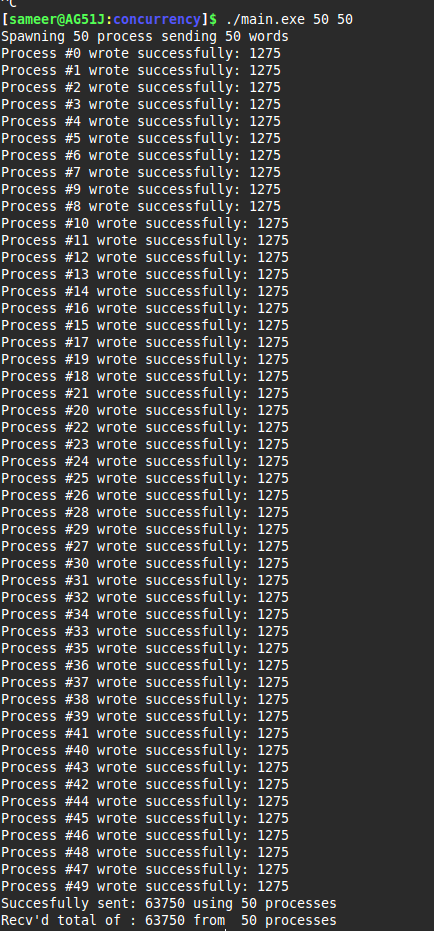 ^C
[sameer@AG51J:concurrency]$ ./main.exe 50 50
Spawning 50 process sending 50 words
Process #0 wrote successfully: 1275
Process #1 wrote successfully: 1275
Process #2 wrote successfully: 1275
Process #3 wrote successfully: 1275
Process #4 wrote successfully: 1275
Process #5 wrote successfully: 1275
Process #6 wrote successfully: 1275
Process #7 wrote successfully: 1275
Process #9 wrote successfully: 1275
Process #8 wrote successfully: 1275
Process #10 wrote successfully: 1275
Process #11 wrote successfully: 1275
Process #12 wrote successfully: 1275
Process #13 wrote successfully: 1275
Process #14 wrote successfully: 1275
Process #16 wrote successfully: 1275
Process #15 wrote successfully: 1275
Process #17 wrote successfully: 1275
Process #19 wrote successfully: 1275
Process #18 wrote successfully: 1275
Process #21 wrote successfully: 1275
Process #20 wrote successfully: 1275
Process #22 wrote successfully: 1275
Process #23 wrote successfully: 1275
Process #24 wrote successfully: 1275
Process #25 wrote successfully: 1275
Process #26 wrote successfully: 1275
Process #28 wrote successfully: 1275
Process #29 wrote successfully: 1275
Process #27 wrote successfully: 1275
Process #30 wrote successfully: 1275
Process #31 wrote successfully: 1275
Process #32 wrote successfully: 1275
Process #34 wrote successfully: 1275
Process #33 wrote successfully: 1275
Process #35 wrote successfully: 1275
Process #36 wrote successfully: 1275
Process #37 wrote successfully: 1275
Process #38 wrote successfully: 1275
Process #39 wrote successfully: 1275
Process #41 wrote successfully: 1275
Process #40 wrote successfully: 1275
Process #43 wrote successfully: 1275
Process #42 wrote successfully: 1275
Process #44 wrote successfully: 1275
Process #45 wrote successfully: 1275
Process #46 wrote successfully: 1275
Process #48 wrote successfully: 1275
Process #47 wrote successfully: 1275
Process #49 wrote successfully: 1275
Succesfully sent: 63750 using 50 processes
Recv'd total of : 63750 from  50 processes